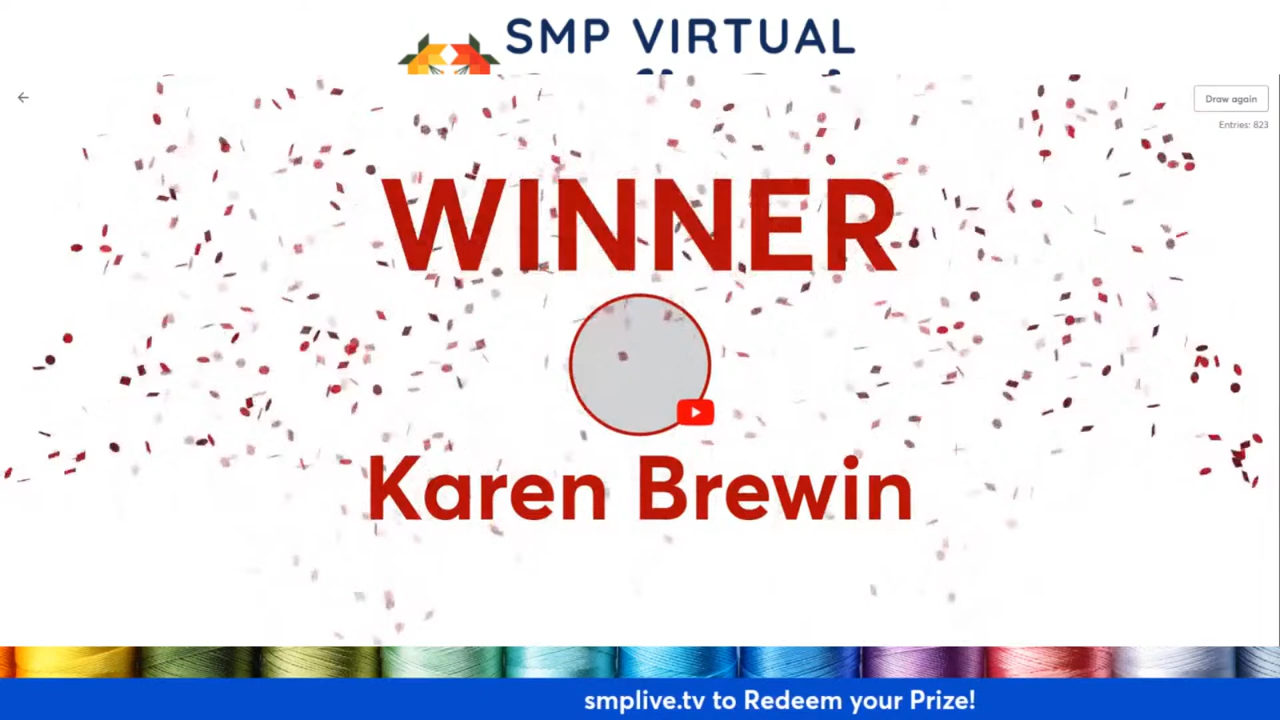 SMP VIRTUAL
Draw again
Entries: 823
WINNER
Karen Brewin
smplive.tv to Redeem your Prize!